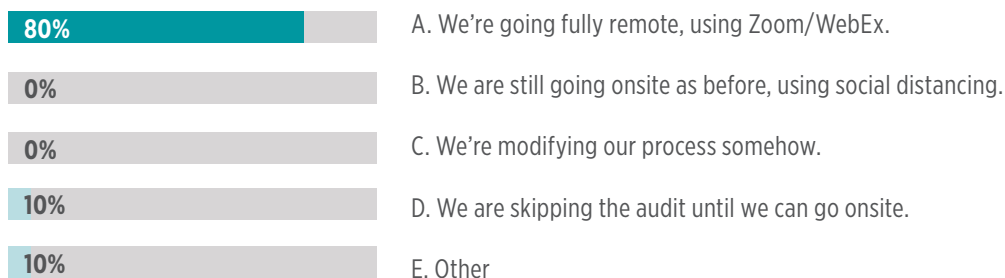 80% A. We’re going fully remote, using Zoom/WebEx.
0% B. We are still going onsite as before, using social distancing.
0% C. We’re modifying our process somehow.
10% D. We are skipping the audit until we can go onsite.
10% E. Other